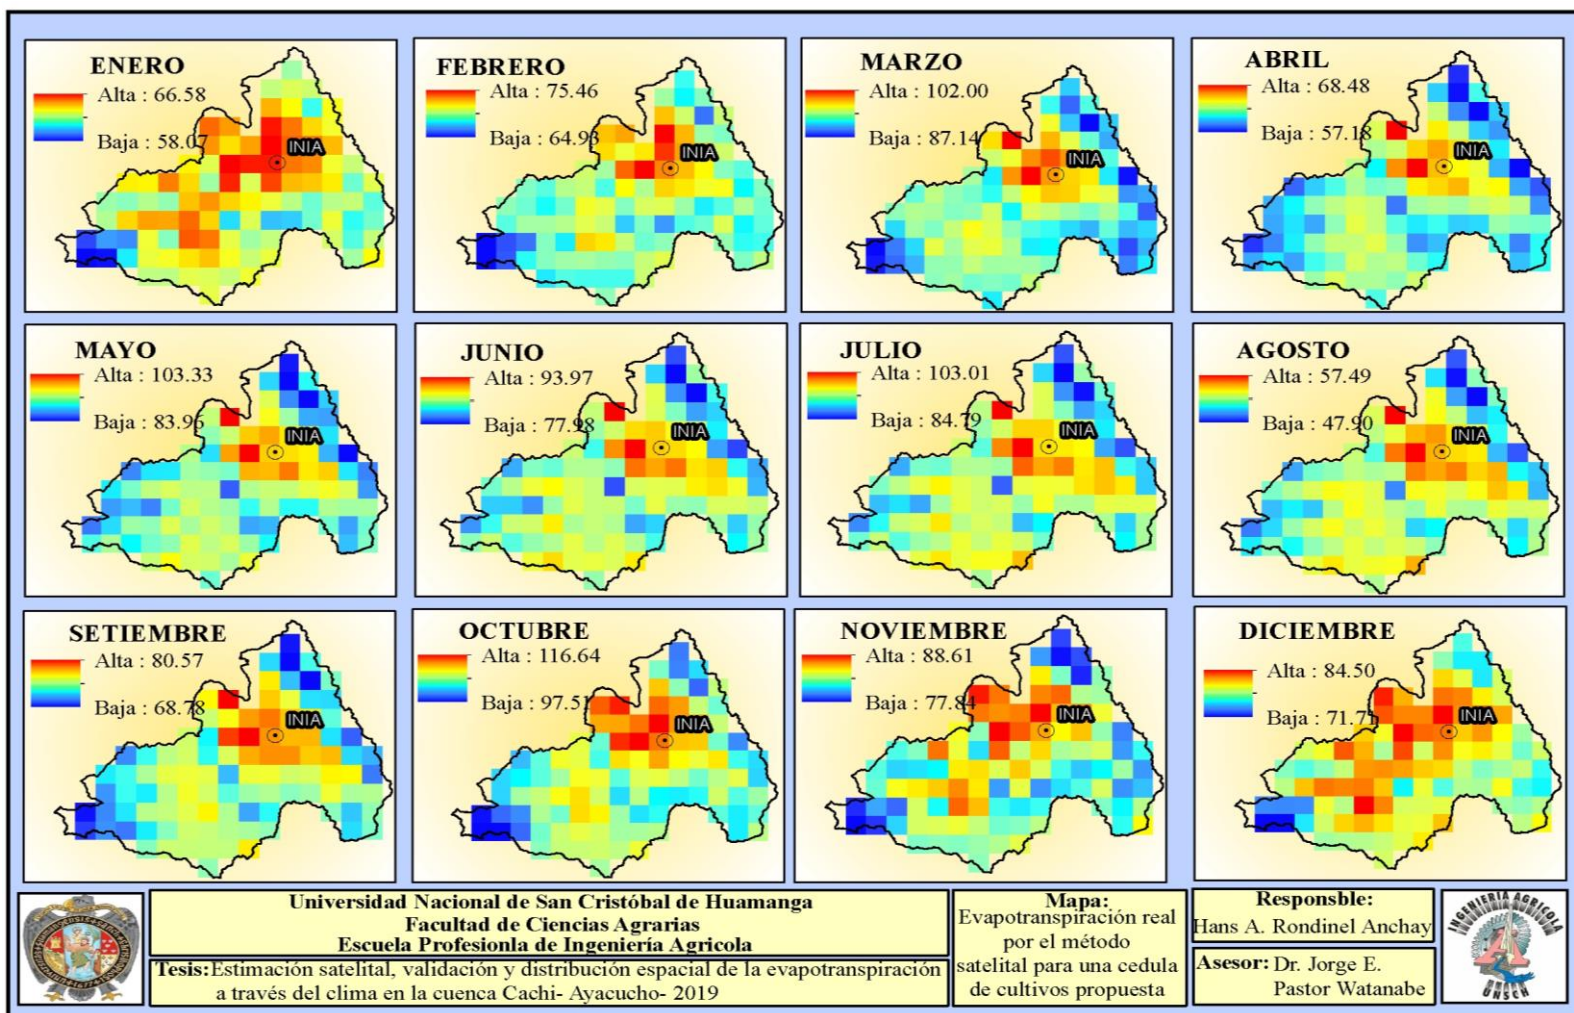 ENERO
Alta : 66.58
Baja : 58.07
INIA
FEBRERO
Alta : 75.46
Baja : 64.93
INIA
MARZO
Alta : 102.00
Baja : 87.14
INIA
ABRIL
Alta : 68.48
Baja : 57.18
INIA
MAYO
Alta : 103.33
Baja : 83.96
INIA
JUNIO
Alta : 93.97
Baja : 77.98
INIA
JULIO
Alta : 103.01
Baja : 84.79
INIA
AGOSTO
Alta : 57.49
Baja : 47.90
INIA
SETIEMBRE
Alta : 80.57
Baja : 68.78
INIA
OCTUBRE
Alta : 116.64
Baja : 97.51
INIA
NOVIEMBRE
Alta : 88.61
Baja : 77.84
INIA
DICIEMBRE
Alta : 84.50
Baja : 71.71
INIA
Universidad Nacional de San Cristóbal de Huamanga
Facultad de Ciencias Agrarias
Escuela Profesionla de Ingeniería Agricola
Tesis:Estimación satelital, validación y distribución espacial de la evapotranspiración
a través del clima en la cuenca Cachi- Ayacucho- 2019
Mapa:
Evapotranspiración real
por el método
satelital para una cedula
de cultivos propuesta
Responsble:
Hans A. Rondinel Anchay
Asesor: Dr. Jorge E.
Pastor Watanabe
INGENIERIA AGRICOLA
UNSCH